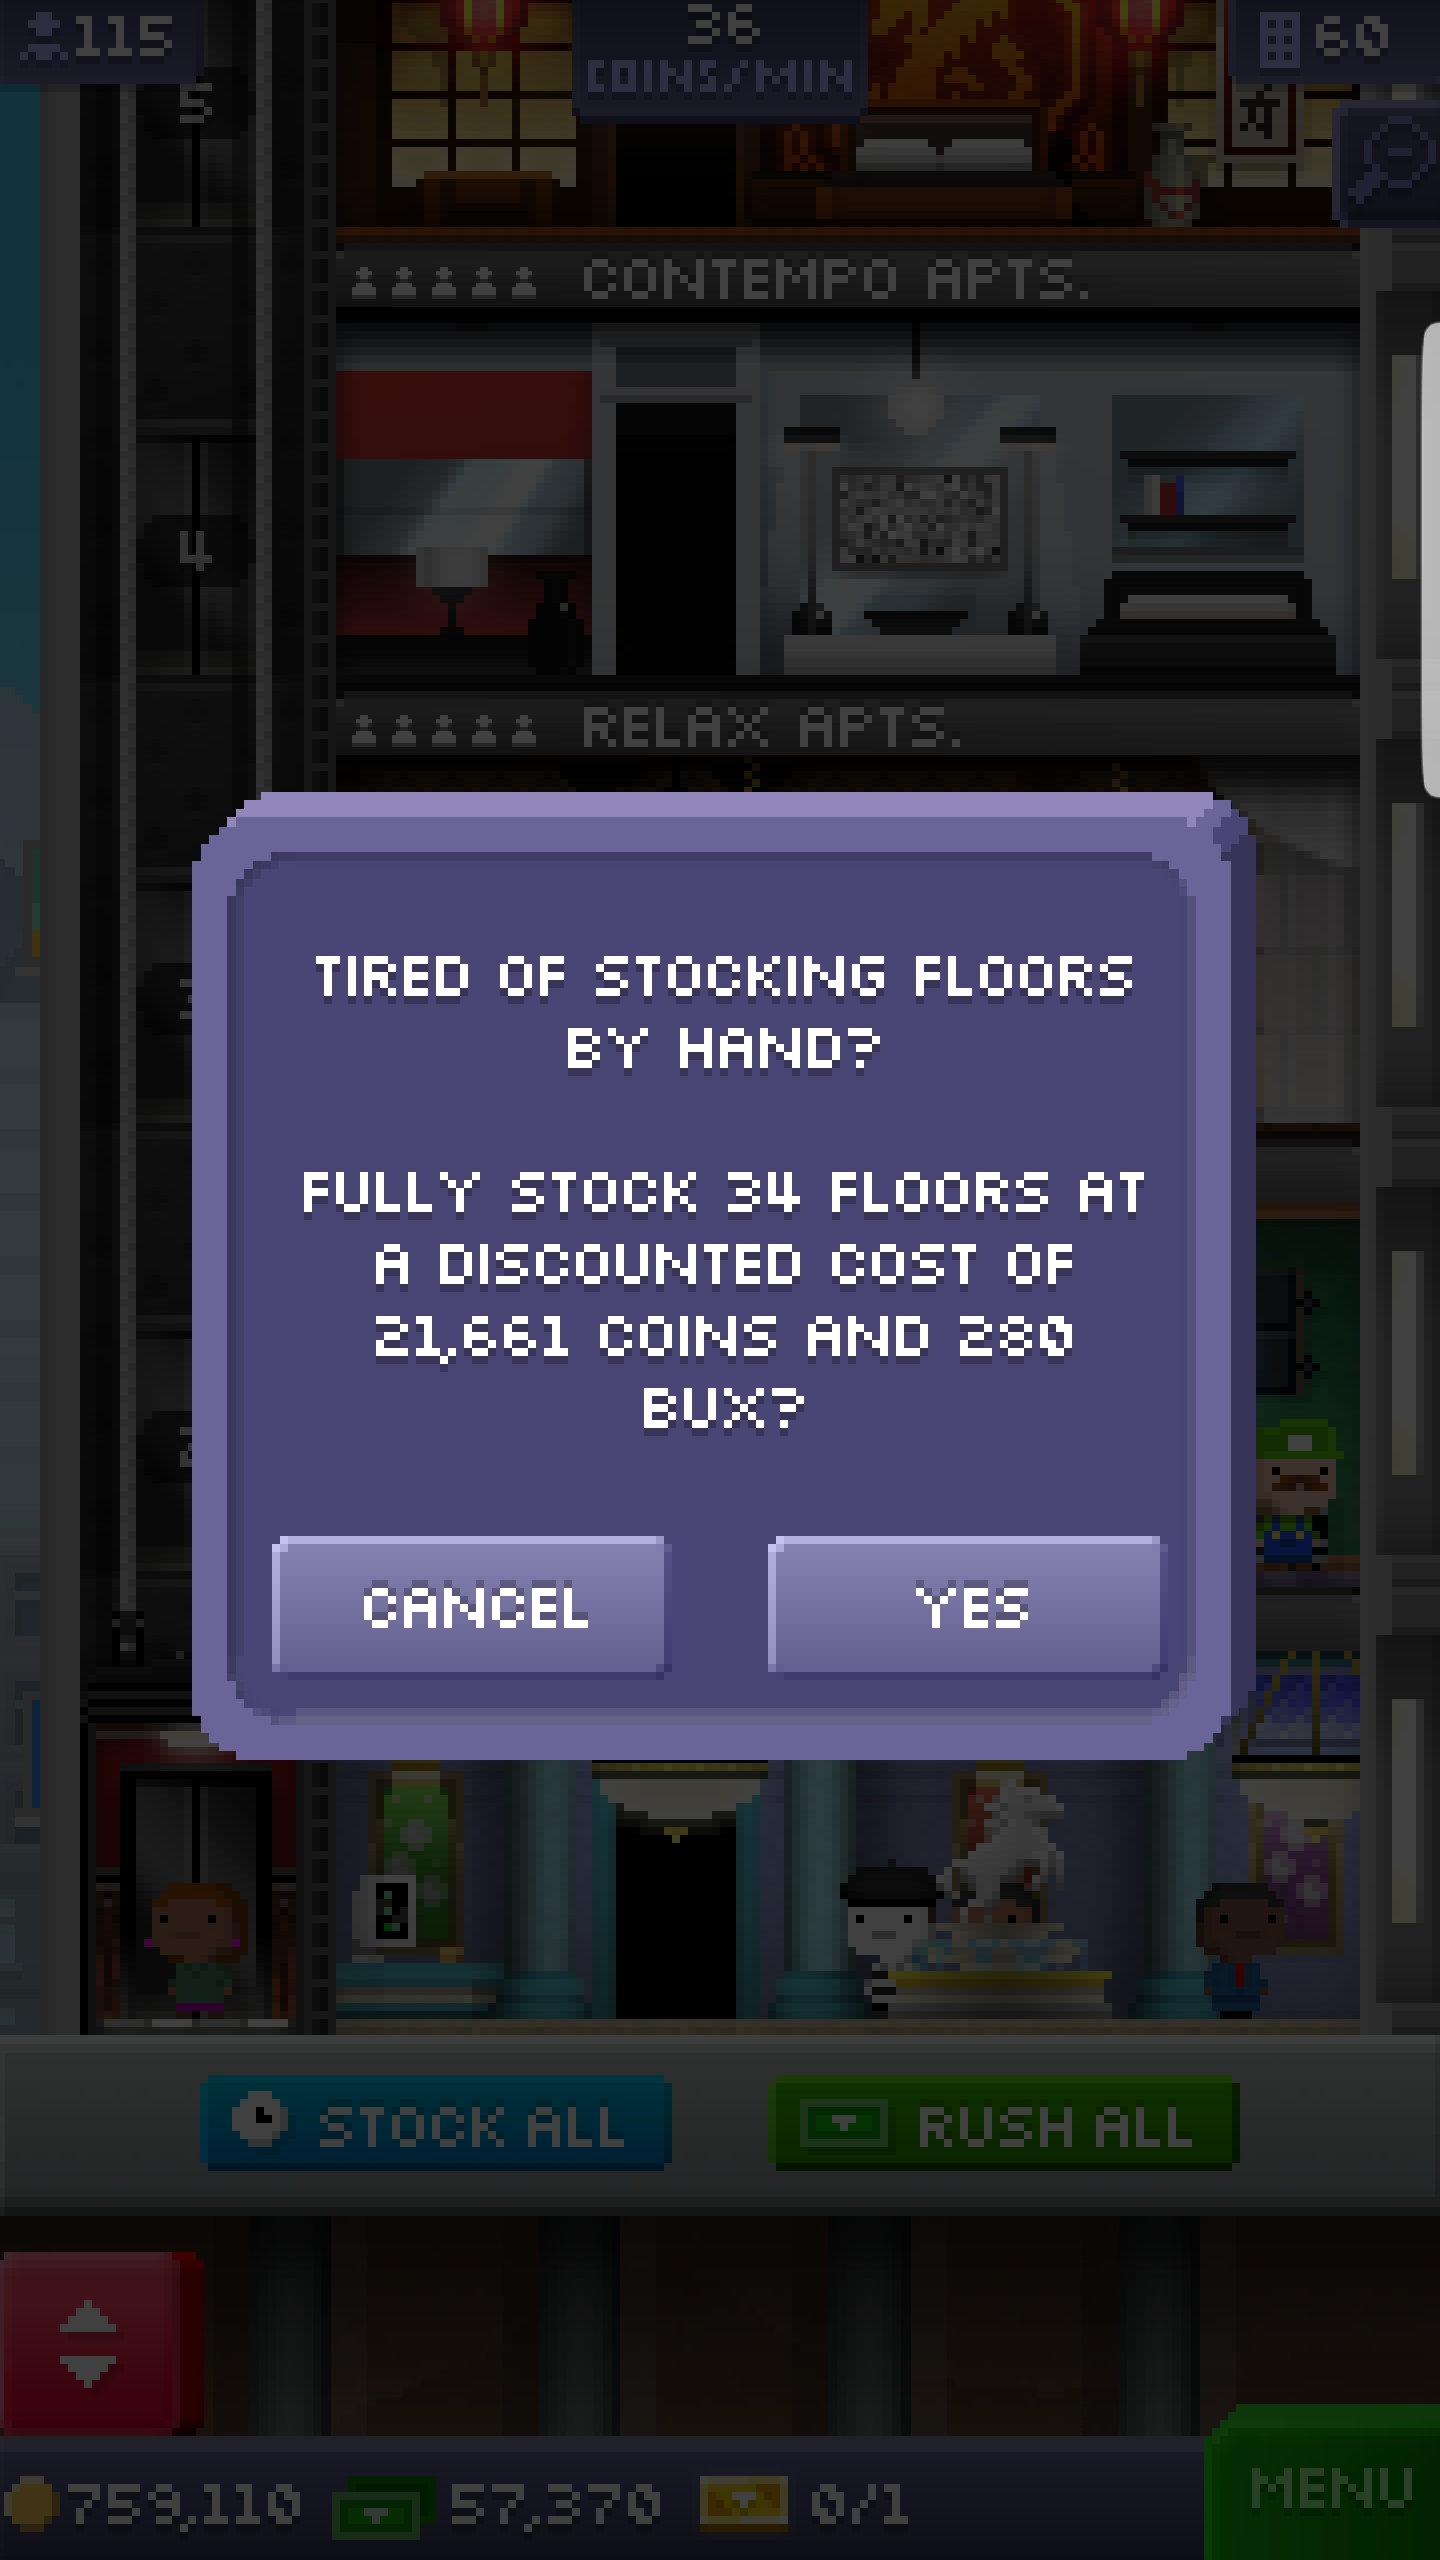 115
36
COINS/MIN
60
5
CONTEMPO APTS.
4
RELAX APTS.
TIRED OF STOCKING FLOORS
BY HAND?
FULLY STOCK 34 FLOORS AT
A DISCOUNTED COST OF
21,661 COINS AND 280
BUX?
CANCEL
YES
STOCK ALL
RUSH ALL
759,110
57,370
0/1
MENU